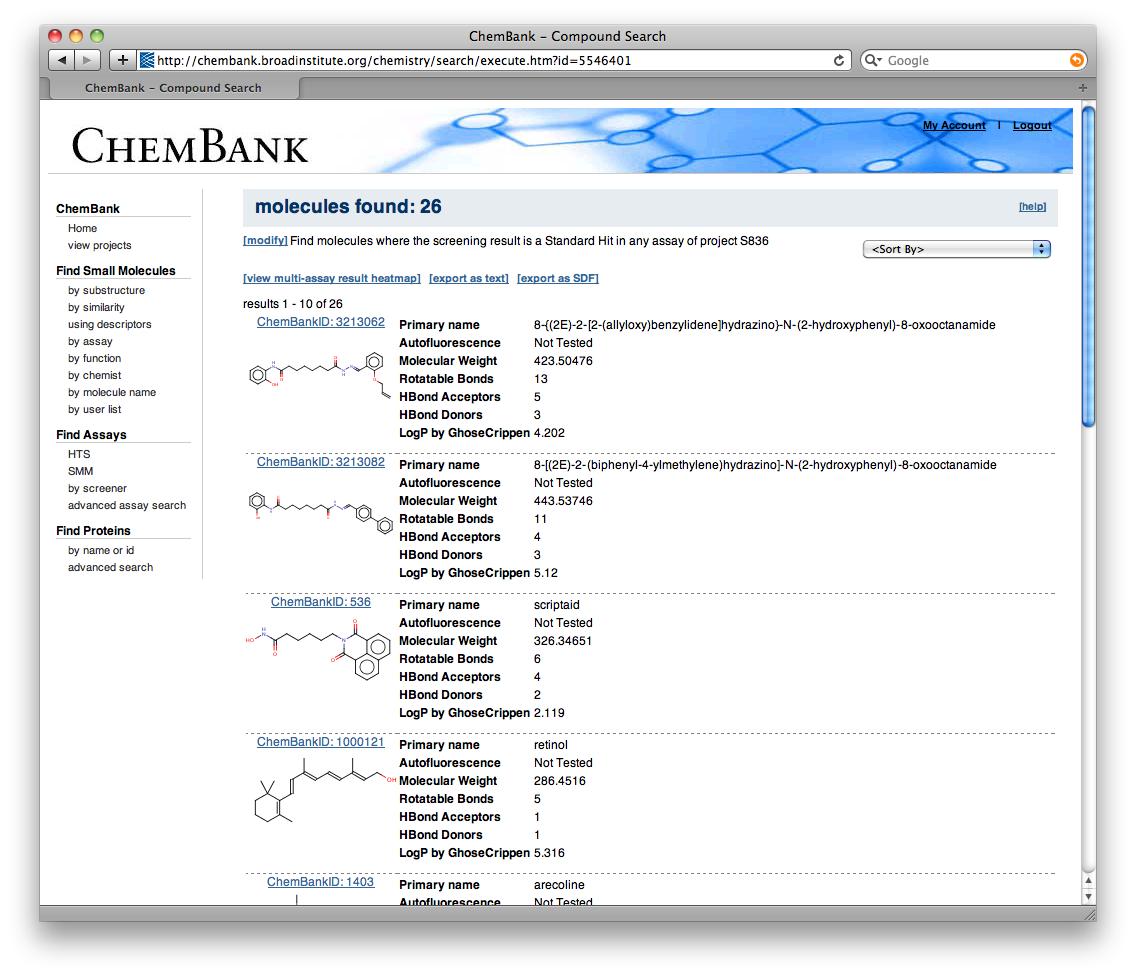 ChemBank – Compound Search
http://chembank.broadinstitute.org/chemistry/search/execute.htm?id=5546401
Google
ChemBank – Compound Search
CHEMBANK
My Account | Logout
ChemBank
Home
view projects
Find Small Molecules
by substructure
by similarity
using descriptors
by assay
by function
by chemist
by molecule name
by user list
Find Assays
HTS
SMM
by screener
advanced assay search
Find Proteins
by name or id
advanced search
molecules found: 26
[help]
[modify] Find molecules where the screening result is a Standard Hit in any assay of project S836
<Sort By>
[view multi-assay result heatmap] [export as text] [export as SDF]
results 1 - 10 of 26
ChemBankID: 3213062
Primary name 8-{(2E)-2-[2-(allyloxy)benzylidene]hydrazino}-N-(2-hydroxyphenyl)-8-oxooctanamide
Autofluorescence Not Tested
Molecular Weight 423.50476
Rotatable Bonds 13
HBond Acceptors 5
HBond Donors 3
LogP by GhoseCrippen 4.202
ChemBankID: 3213082
Primary name 8-[(2E)-2-(biphenyl-4-ylmethylene)hydrazino]-N-(2-hydroxyphenyl)-8-oxooctanamide
Autofluorescence Not Tested
Molecular Weight 443.53746
Rotatable Bonds 11
HBond Acceptors 4
HBond Donors 3
LogP by GhoseCrippen 5.12
ChemBankID: 536
Primary name scriptaid
Autofluorescence Not Tested
Molecular Weight 326.34651
Rotatable Bonds 6
HBond Acceptors 4
HBond Donors 2
LogP by GhoseCrippen 2.119
ChemBankID: 1000121
OH
Primary name retinol
Autofluorescence Not Tested
Molecular Weight 286.4516
Rotatable Bonds 5
HBond Acceptors 1
HBond Donors 1
LogP by GhoseCrippen 5.316
ChemBankID: 1403
Primary name arecoline
Autofluorescence Not Tested